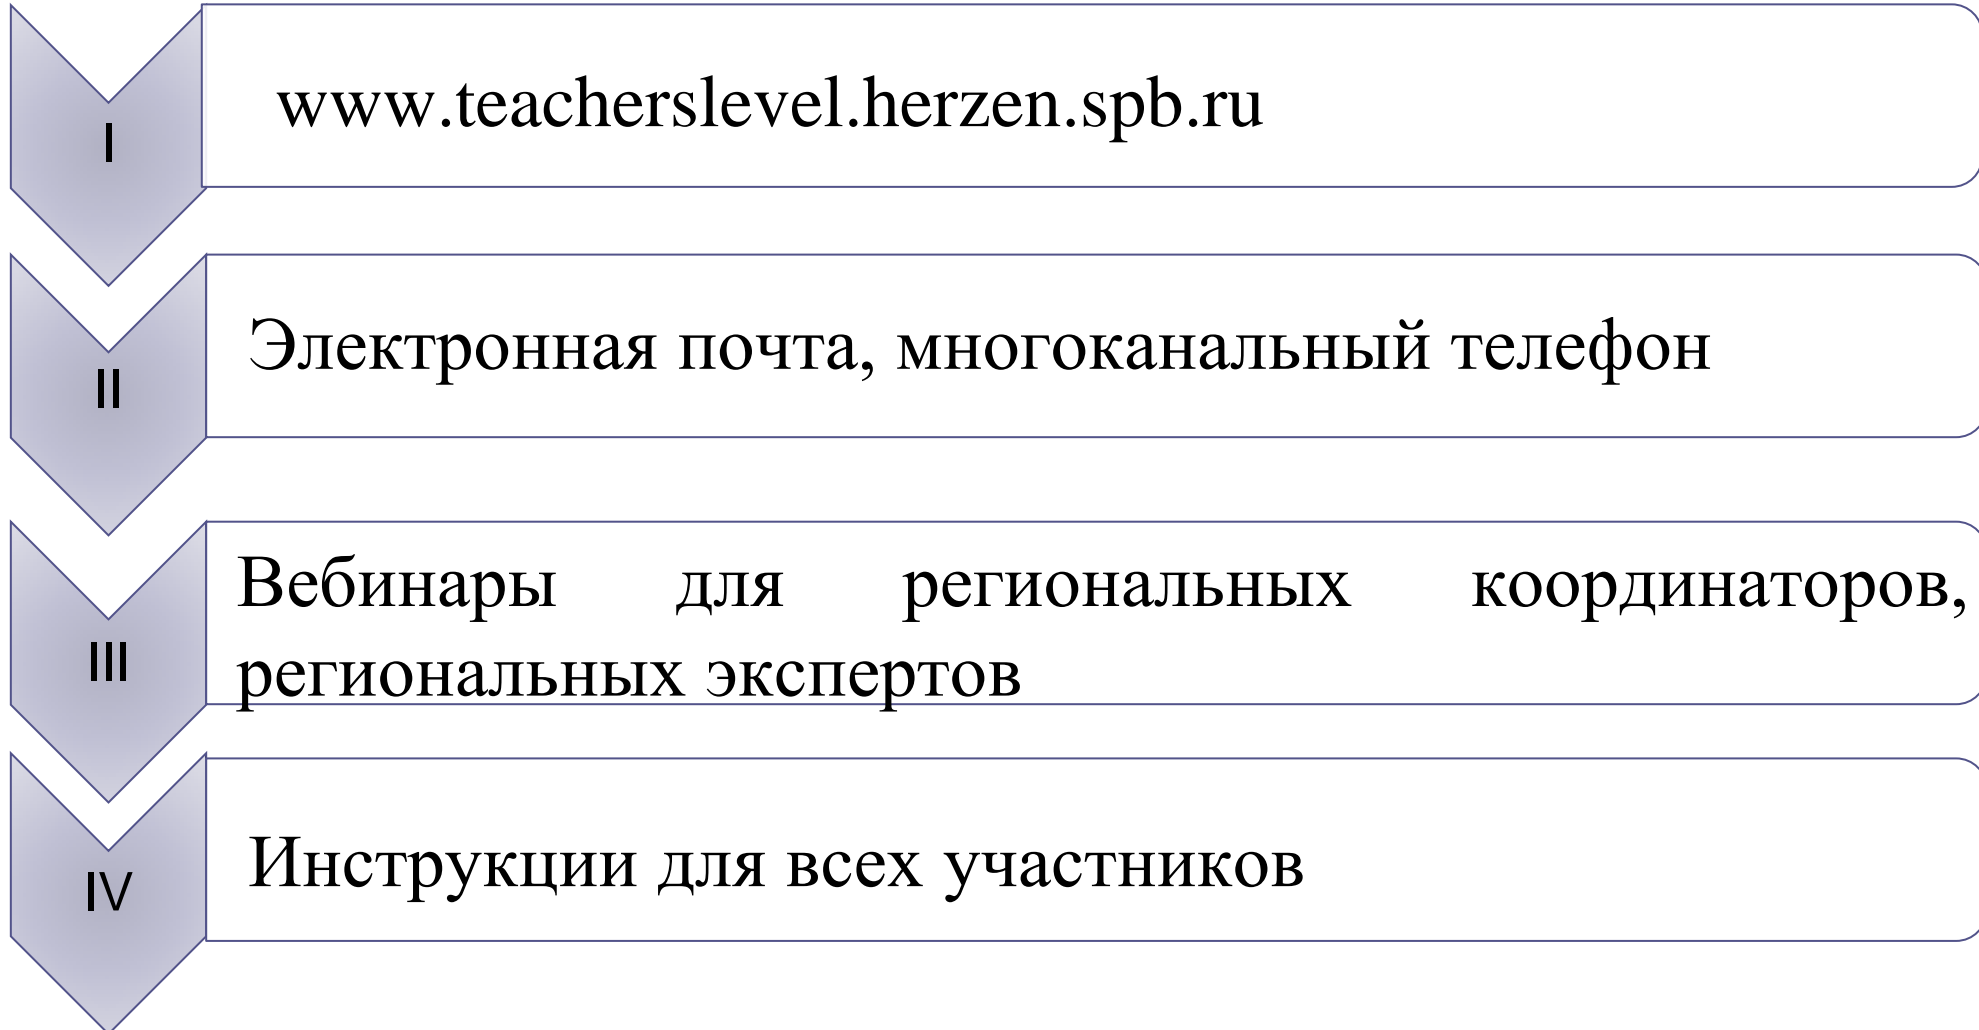 I
www.teacherslevel.herzen.spb.ru
II
Электронная почта, многоканальный телефон
III
Вебинары для региональных координаторов,
региональных экспертов
IV
Инструкции для всех участников